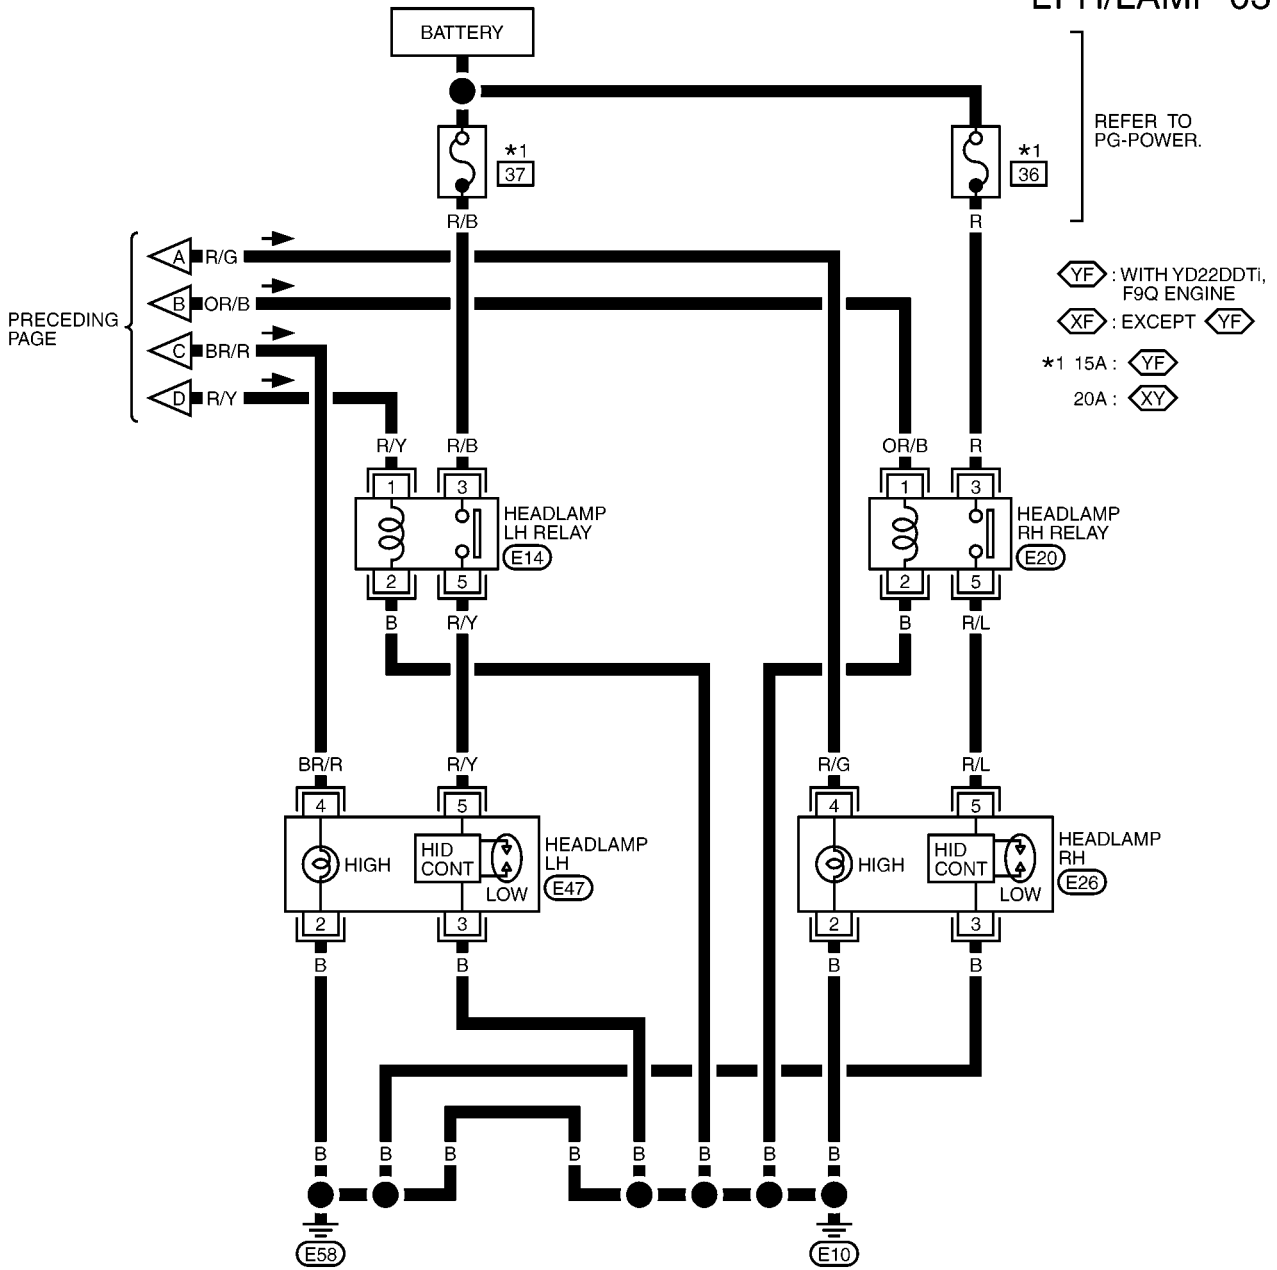 BATTERY
REFER TO
PG-POWER.
*1
37
*1
36
R/B
R
A R/G
B OR/B
C BR/R
D R/Y
PRECEDING
PAGE
YF : WITH YD22DDTi,
F9Q ENGINE
XF : EXCEPT YF
*1 15A : YF
20A : XY
R/Y R/B OR/B R
1 3 1 3
HEADLAMP
LH RELAY
E14
HEADLAMP
RH RELAY
E20
2 5 2 5
B R/Y B R/L
BR/R R/Y R/G R/L
4 5 4 5
HIGH
HID
CONT
LOW
HEADLAMP
LH
E47
HIGH
HID
CONT
LOW
HEADLAMP
RH
E26
2 3 2 3
B B B B
B B B B B B B B
E58 E10